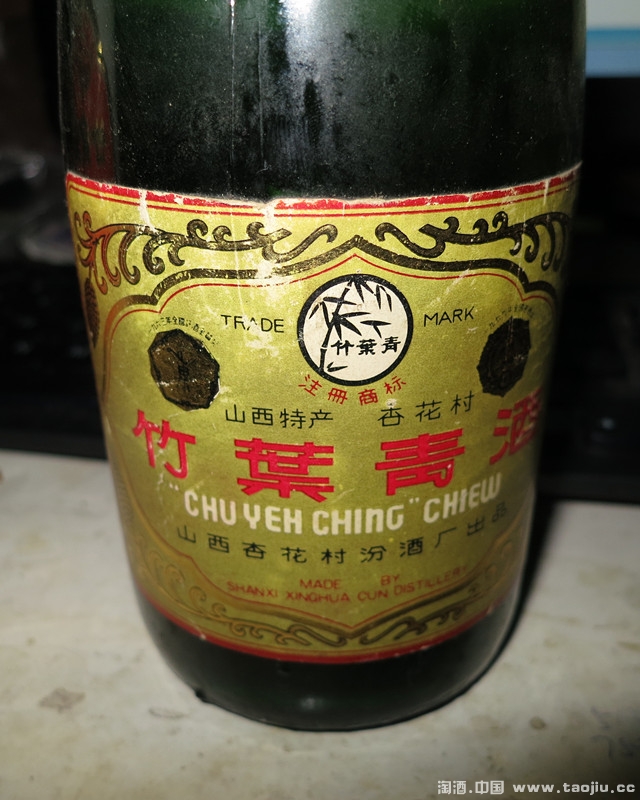 TRADE MARK
竹葉青
注册商标
山西特产 杏花村
竹葉青酒
"CHU YEH CHING" CHIEW
山西杏花村汾酒厂出品
MADE BY
SHANXI XINGHUA CUN DISTILLERY
淘酒.中国 www.taojiu.cc